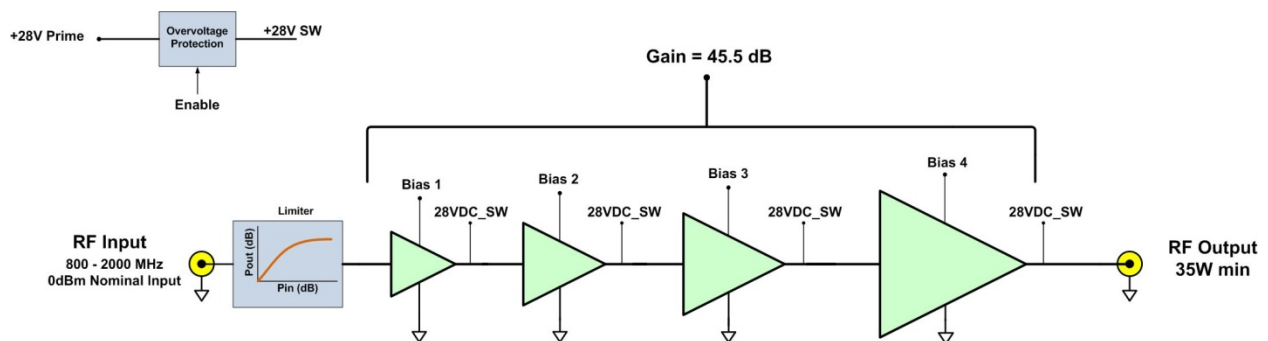 Overvoltage
Protection
+28V Prime
+28V SW
Enable
Gain = 45.5 dB
Bias 1
Bias 2
Bias 3
Bias 4
28VDC_SW
28VDC_SW
28VDC_SW
28VDC_SW
Limiter
Pout (dB)
Pin (dB)
RF Input
800 - 2000 MHz
0dBm Nominal Input
RF Output
35W min